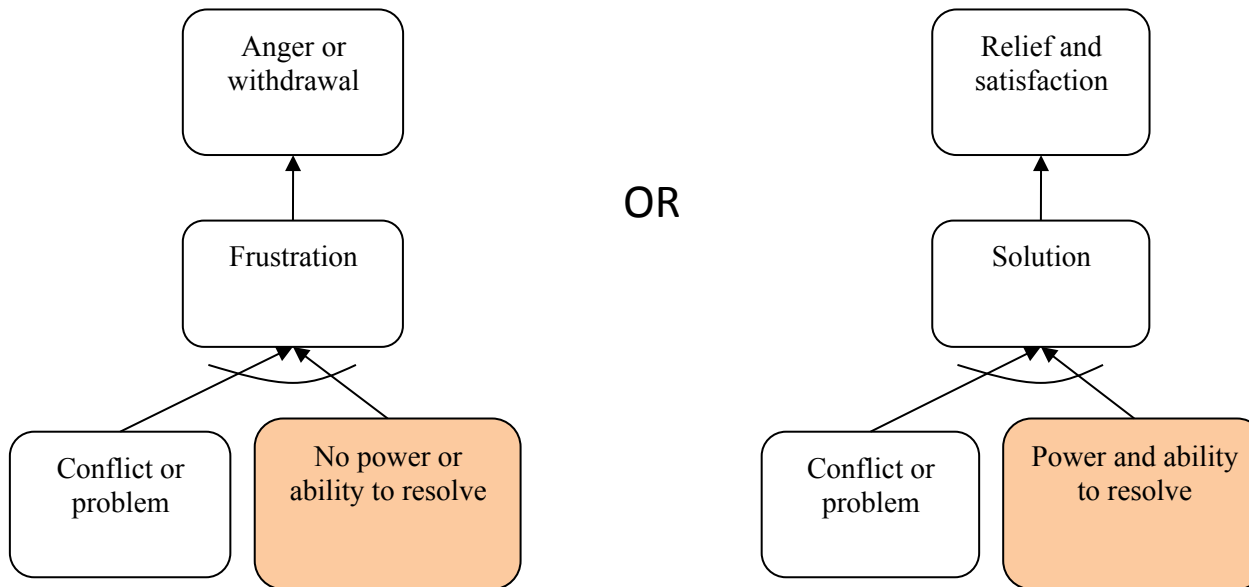 Anger or
withdrawal
Frustration
Conflict or
problem
No power or
ability to resolve
OR
Relief and
satisfaction
Solution
Conflict or
problem
Power and ability
to resolve